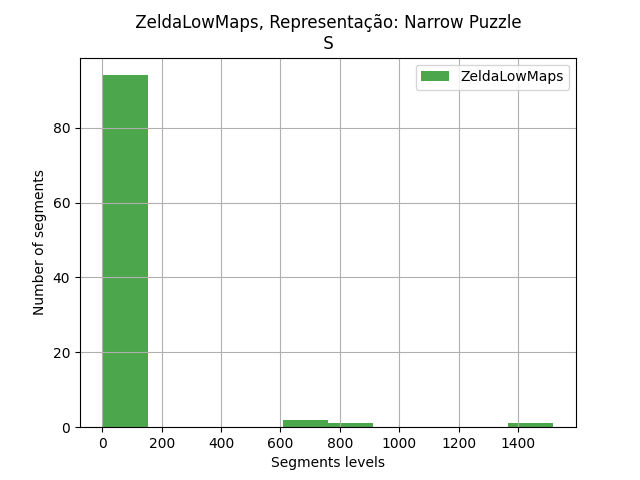 ZeldaLowMaps, Representação: Narrow Puzzle
S
ZeldaLowMaps
Number of segments
80
60
40
20
0
0 200 400 600 800 1000 1200 1400
Segments levels